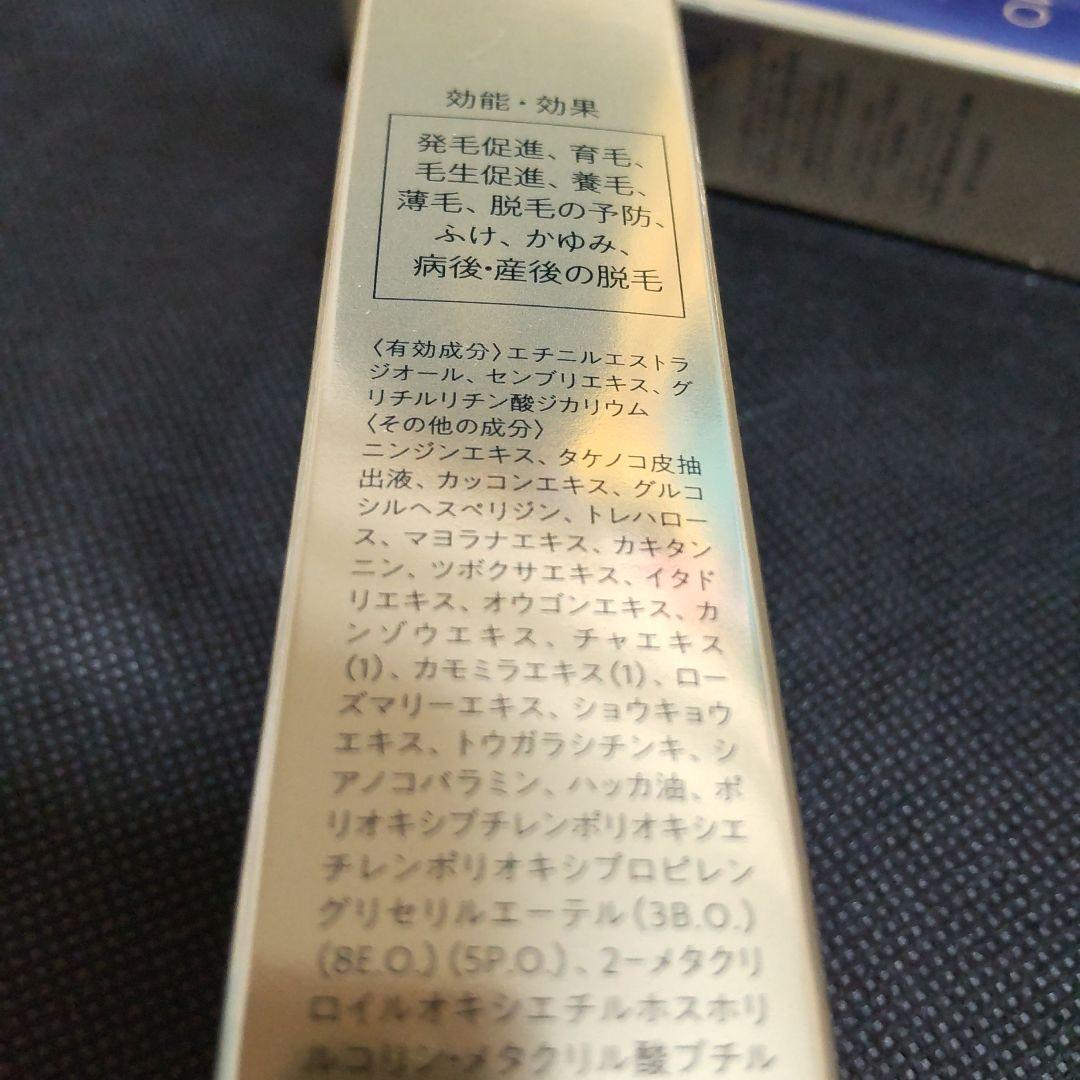 効能・効果
発毛促進、育毛、
毛生促進、養毛、
薄毛、脱毛の予防、
ふけ、かゆみ、
病後・産後の脱毛
〈有効成分〉エチニルエストラ
ジオール、センブリエキス、グ
リチルリチン酸ジカリウム
〈その他の成分〉
ニンジンエキス、タケノコ皮抽
出液、カッコンエキス、グルコ
シルヘスペリジン、トレハロー
ス、マヨラナエキス、カキタン
ニン、ツボクサエキス、イタド
リエキス、オウゴンエキス、カ
ンゾウエキス、チャエキス
(1)、カモミラエキス(1)、ロー
ズマリーエキス、ショウキョウ
エキス、トウガラシチンキ、シ
アノコバラミン、ハッカ油、ポ
リオキシブチレンポリオキシエ
チレンポリオキシプロピレン
グリセリルエーテル(3B.O.)
(8E.O.)(5P.O.)、2-メタクリ
ロイルオキシエチルホスホリ
ルコリン・メタクリル酸ブチル